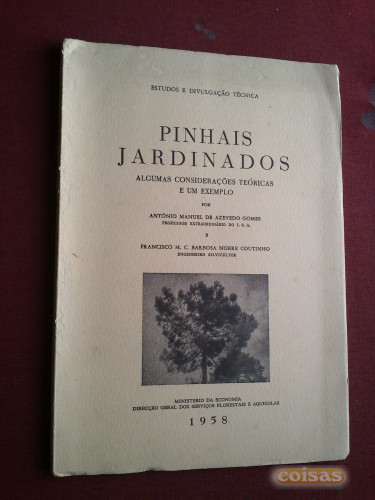 ESTUDOS E DIVULGAÇÃO TÉCNICA
PINHAIS
JARDINADOS
ALGUMAS CONSIDERAÇÕES TEÓRICAS
E UM EXEMPLO
POR
ANTÓNIO MANUEL DE AZEVEDO GOMES
PROFESSOR EXTRAORDINÁRIO DO I. S. A.
E
FRANCISCO M. C. BARBOSA NOBRE COUTINHO
ENGENHEIRO SILVICULTOR
MINISTÉRIO DA ECONOMIA
DIRECÇÃO GERAL DOS SERVIÇOS FLORESTAIS E AQUÍCOLAS
1958
coisas